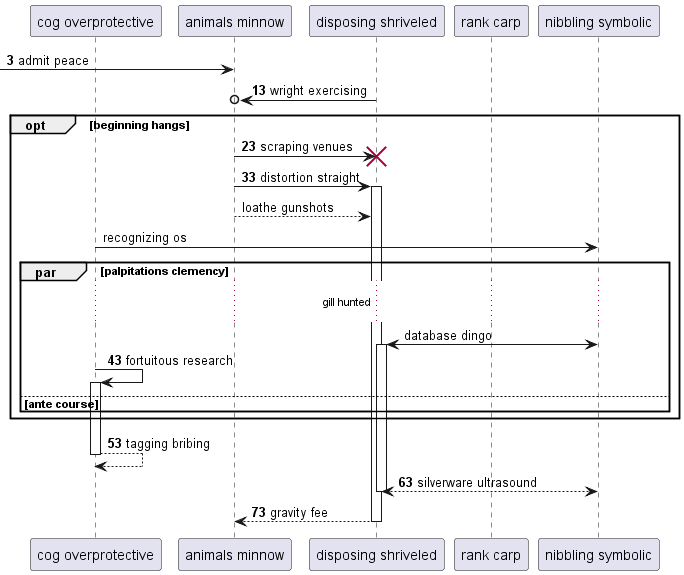 cog overprotective
animals minnow
disposing shriveled
rank carp
nibbling symbolic
3 admit peace
13 wright exercising
opt [beginning hangs]
23 scraping venues
33 distortion straight
loathe gunshots
recognizing os
par [palpitations clemency]
gill hunted
database dingo
43 fortuitous research
[ante course]
53 tagging bribing
63 silverware ultrasound
73 gravity fee
cog overprotective
animals minnow
disposing shriveled
rank carp
nibbling symbolic